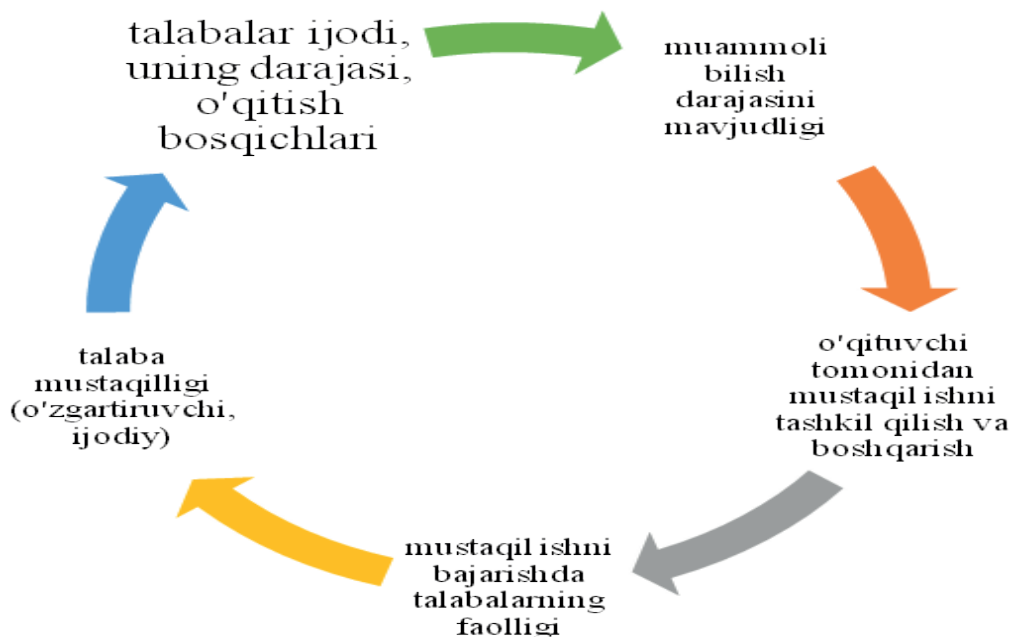 talabalar ijodi,
uning darajasi,
o'qitish
bosqichlari
muammoli
bilish
darajasini
mavjudligi
o'qituvchi
tomonidan
mustaqil ishni
tashkil qilish va
boshqarish
mustaqil ishni
bajarishda
talabalarning
faolligi
talaba
mustaqilligi
(o'zgartiruvchi,
ijodiy)